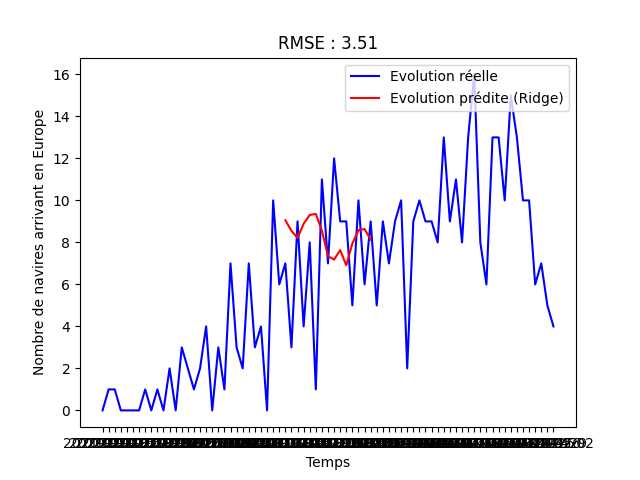 RMSE : 3.51
Evolution réelle
Evolution prédite (Ridge)
16
14
12
10
8
6
4
2
0
Nombre de navires arrivant en Europe
Temps